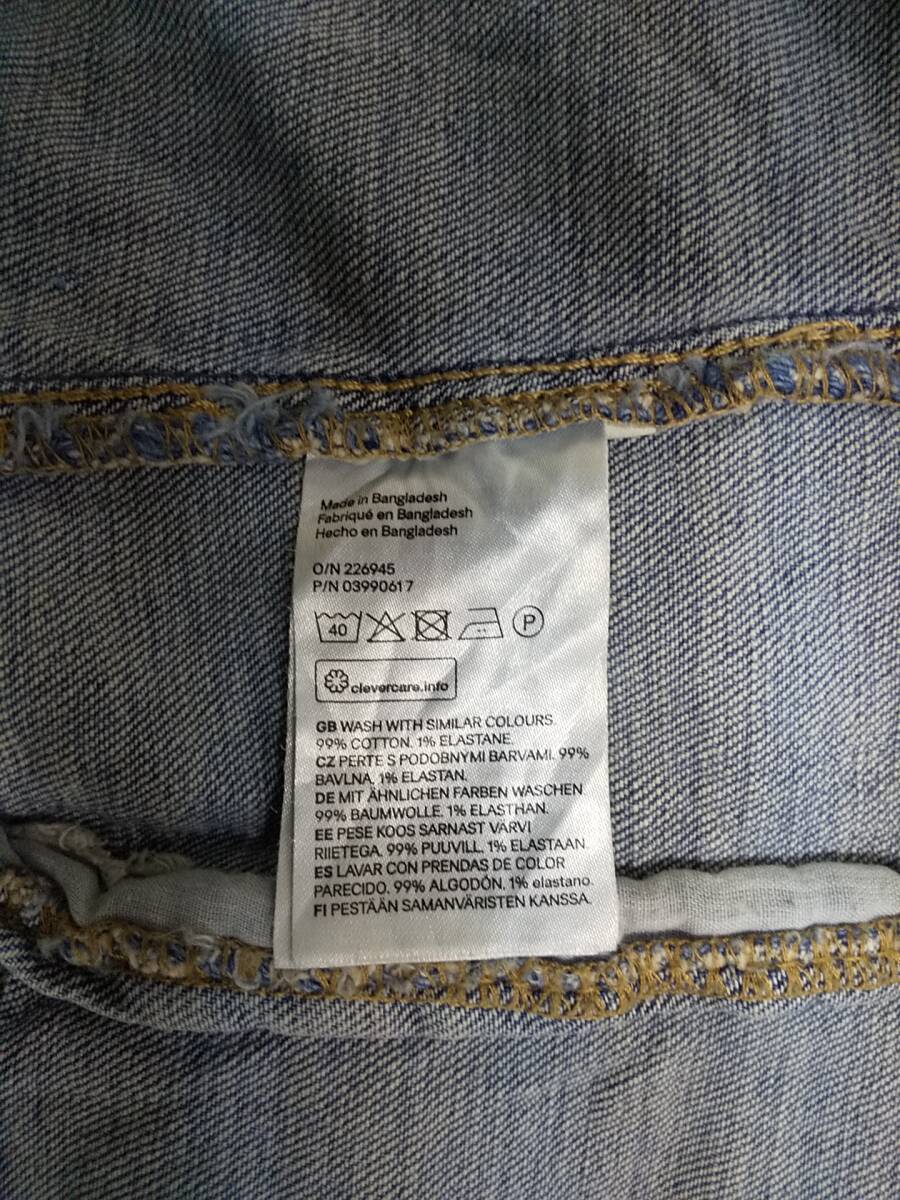 Made in Bangladesh
Fabriqué en Bangladesh
Hecho en Bangladesh
O/N 226945
P/N 03990617
40 P
clevercare.info
GB WASH WITH SIMILAR COLOURS.
99% COTTON, 1% ELASTANE.
CZ PERTE S PODOBNÝMI BARVAMI. 99%
BAVLNA, 1% ELASTAN.
DE MIT ÄHNLICHEN FARBEN WASCHEN
99% BAUMWOLLE, 1% ELASTHAN.
EE PESE KOOS SARNAST VÄRVI
RIIETEGA. 99% PUUVILL, 1% ELASTAAN.
ES LAVAR CON PRENDAS DE COLOR
PARECIDO. 99% ALGODÓN, 1% elastano.
FI PESTÄÄN SAMANVÄRISTEN KANSSA.